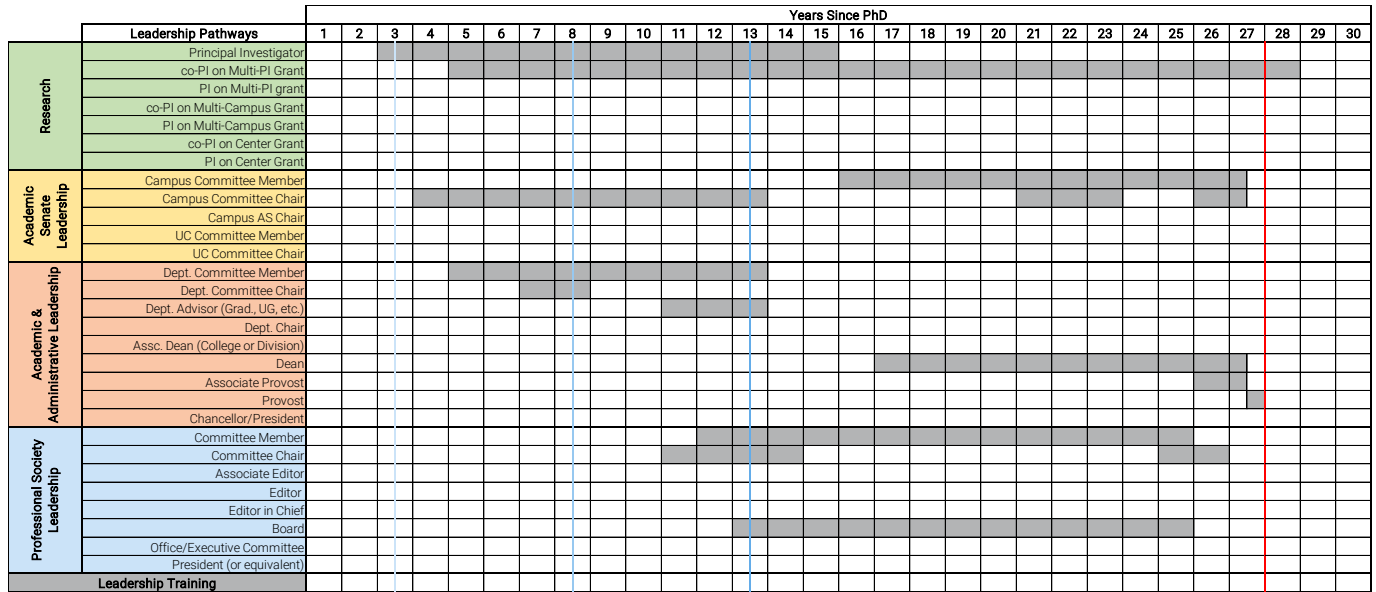 Years Since PhD
Leadership Pathways 1 2 3 4 5 6 7 8 9 10 11 12 13 14 15 16 17 18 19 20 21 22 23 24 25 26 27 28 29 30
Research
Principal Investigator
co-PI on Multi-PI Grant
PI on Multi-PI grant
co-PI on Multi-Campus Grant
PI on Multi-Campus Grant
co-PI on Center Grant
PI on Center Grant
Academic
Senate
Leadership
Campus Committee Member
Campus Committee Chair
Campus AS Chair
UC Committee Member
UC Committee Chair
Academic &
Administrative Leadership
Dept. Committee Member
Dept. Committee Chair
Dept. Advisor (Grad., UG, etc.)
Dept. Chair
Assc. Dean (College or Division)
Dean
Associate Provost
Provost
Chancellor/President
Professional Society
Leadership
Committee Member
Committee Chair
Associate Editor
Editor
Editor in Chief
Board
Office/Executive Committee
President (or equivalent)
Leadership Training